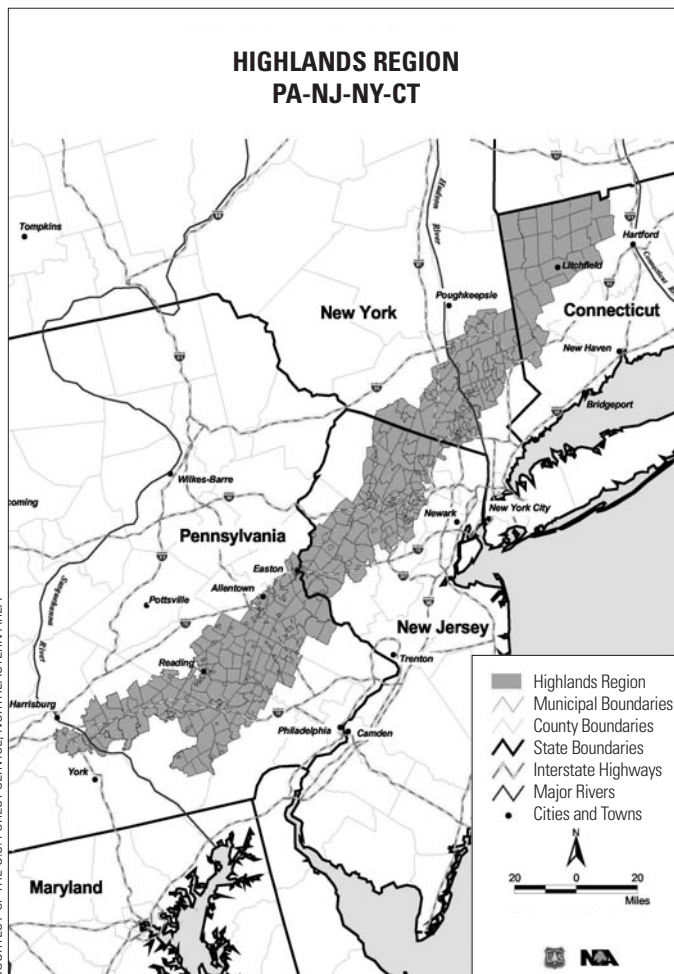 HIGHLANDS REGION
PA-NJ-NY-CT
Tompkins
Hudson
River
Hartford
Litchfield
Connecticut
Poughkeepsie
New York
Connecticut
New Haven
Bridgeport
Wilkes-Barre
oming
Newark
New York City
Pennsylvania
Easton
Allentown
Pottsville
Susquehanna
River
New Jersey
Reading
Trenton
Harrisburg
Philadelphia
Camden
York
Maryland
Highlands Region
Municipal Boundaries
County Boundaries
State Boundaries
Interstate Highways
Major Rivers
Cities and Towns
N
20 0 20
Miles